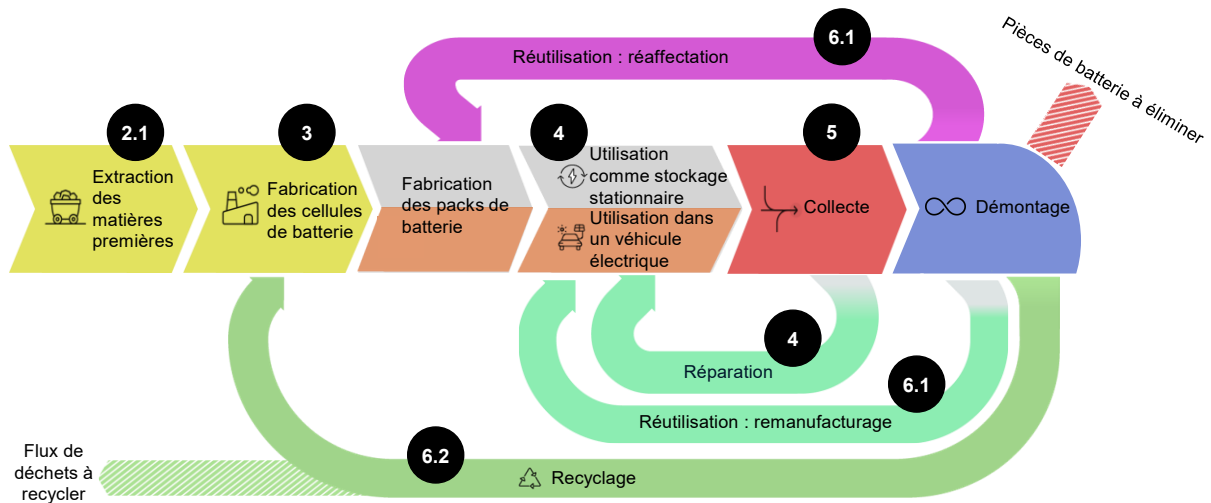 6.1
Réutilisation : réaffectation
Pièces de batterie à éliminer
2.1
3
4
5
Extraction
des
matières
premières
Fabrication
des cellules
de batterie
Fabrication
des packs de
batterie
Utilisation
comme stockage
stationnaire
Utilisation dans
un véhicule
électrique
Collecte
Démontage
4
Réparation
6.1
Réutilisation : remanufacturage
6.2
Recyclage
Flux de
déchets à
recycler